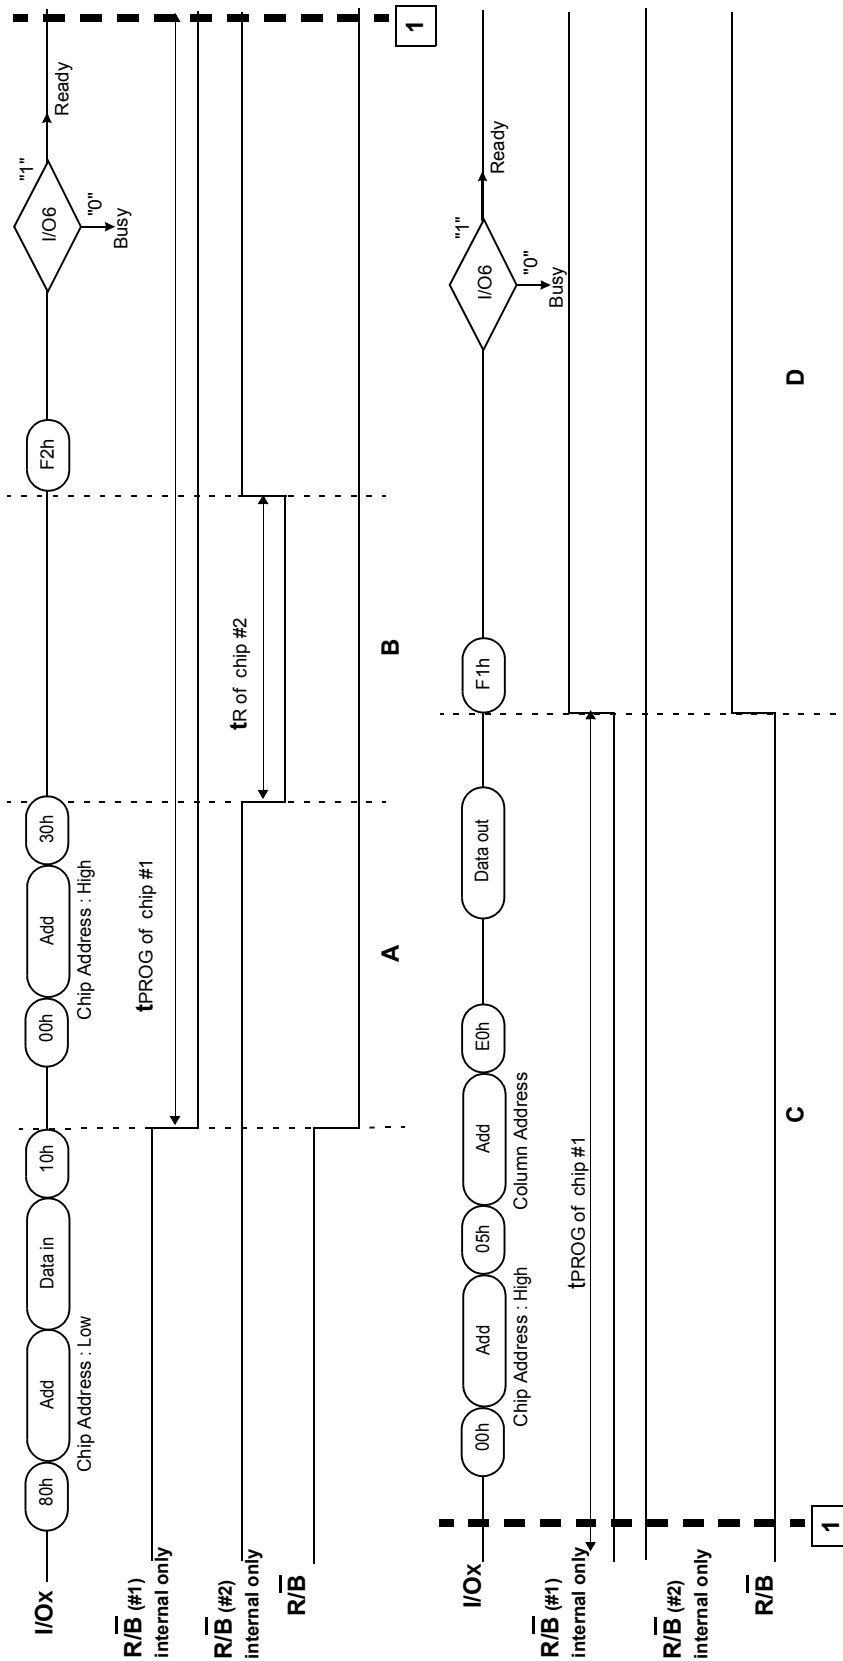 I/Ox
80h
Add
Data in
10h
00h
Add
30h
F2h
I/O6
"1"
Ready
"0"
Busy
Chip Address : Low
Chip Address : High
R/B (#1)
internal only
tPROG of chip #1
R/B (#2)
internal only
tR of chip #2
R/B
A
B
1
I/Ox
00h
Add
05h
Add
E0h
Data out
F1h
I/O6
"1"
Ready
"0"
Busy
Chip Address : High
Column Address
R/B (#1)
internal only
tPROG of chip #1
R/B (#2)
internal only
R/B
C
D
1